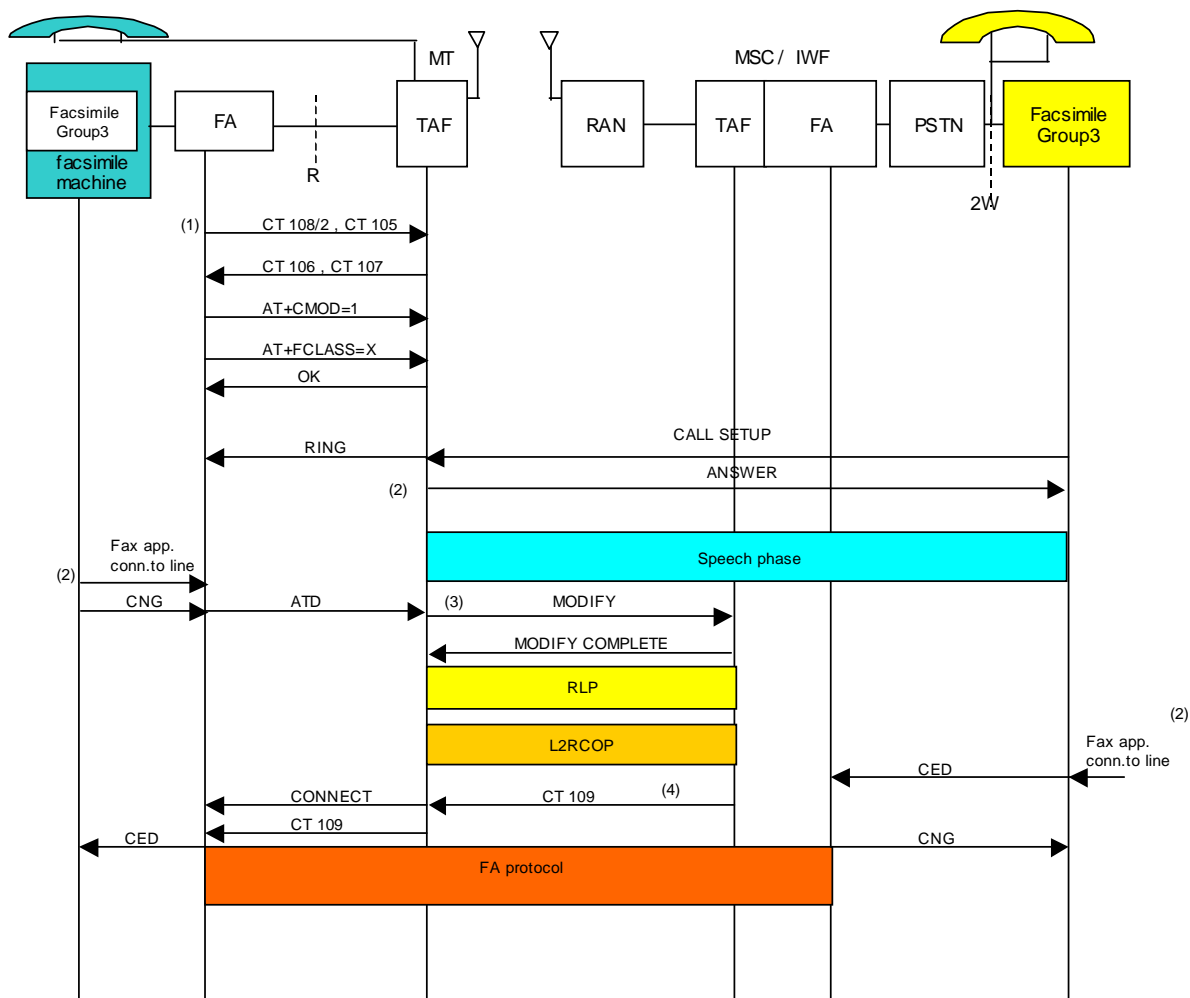 MT
MSC / IWF
Facsimile
Group3
facsimile
machine
FA
R
TAF
RAN
TAF
FA
PSTN
2W
Facsimile
Group3
(1)
CT 108/2 , CT 105
CT 106 , CT 107
AT+CMOD=1
AT+FCLASS=X
OK
CALL SETUP
RING
ANSWER
(2)
Speech phase
Fax app.
conn.to line
(2)
CNG
ATD
(3)
MODIFY
MODIFY COMPLETE
RLP
L2RCOP
(2)
Fax app.
conn.to line
CED
CONNECT
CT 109
(4)
CT 109
CED
CNG
FA protocol